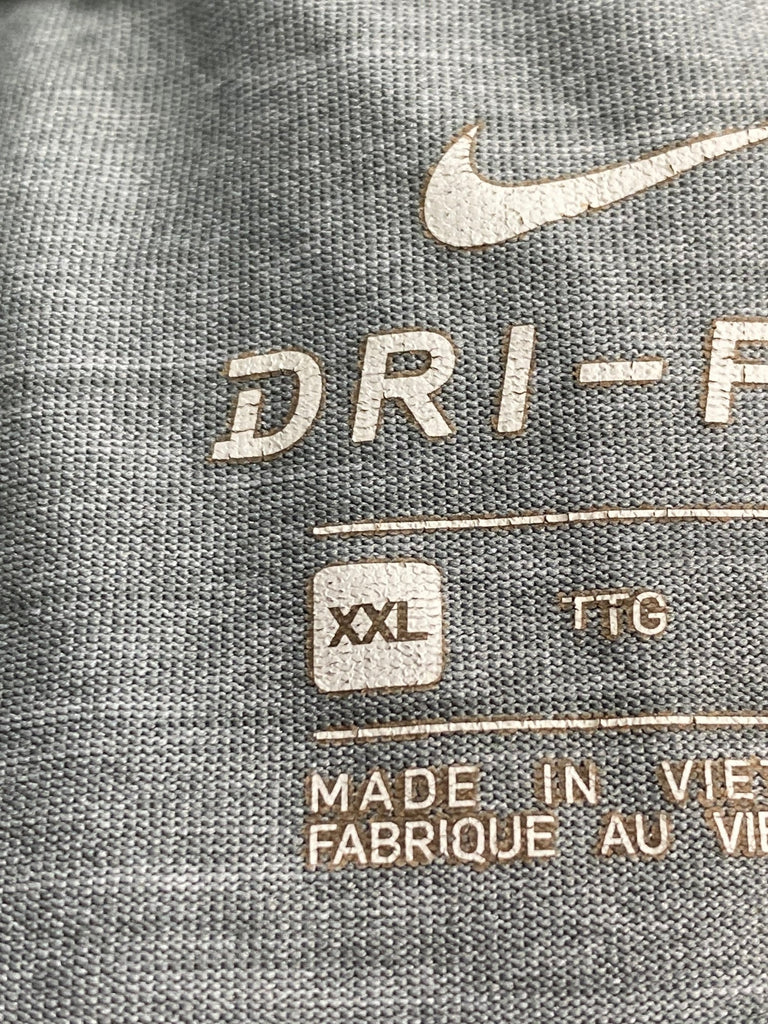 DRI-F
XXL TTG
MADE IN VIET
FABRIQUE AU VIE